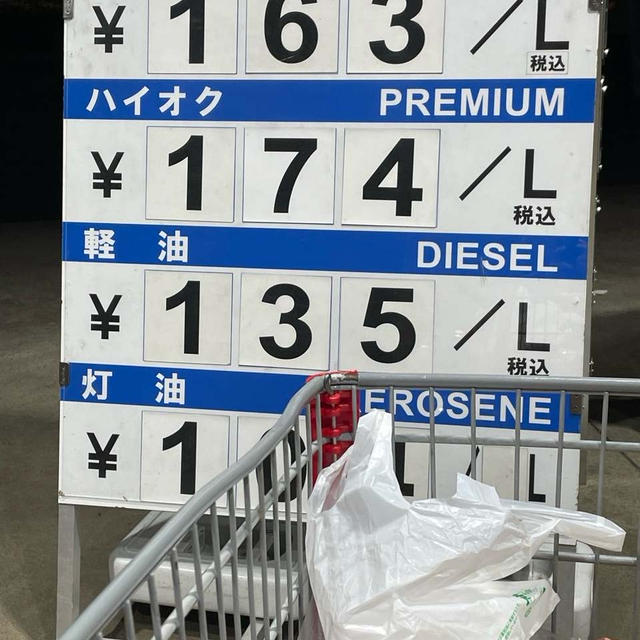 ¥163/L
税込
ハイオク PREMIUM
¥174/L
税込
軽油 DIESEL
¥135/L
税込
灯油 EROSENE
¥1 /L